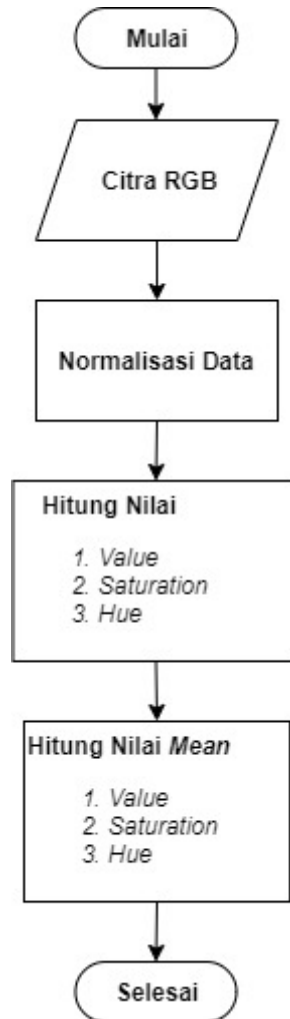 Mulai
Citra RGB
Normalisasi Data
Hitung Nilai
1. Value
2. Saturation
3. Hue
Hitung Nilai Mean
1. Value
2. Saturation
3. Hue
Selesai